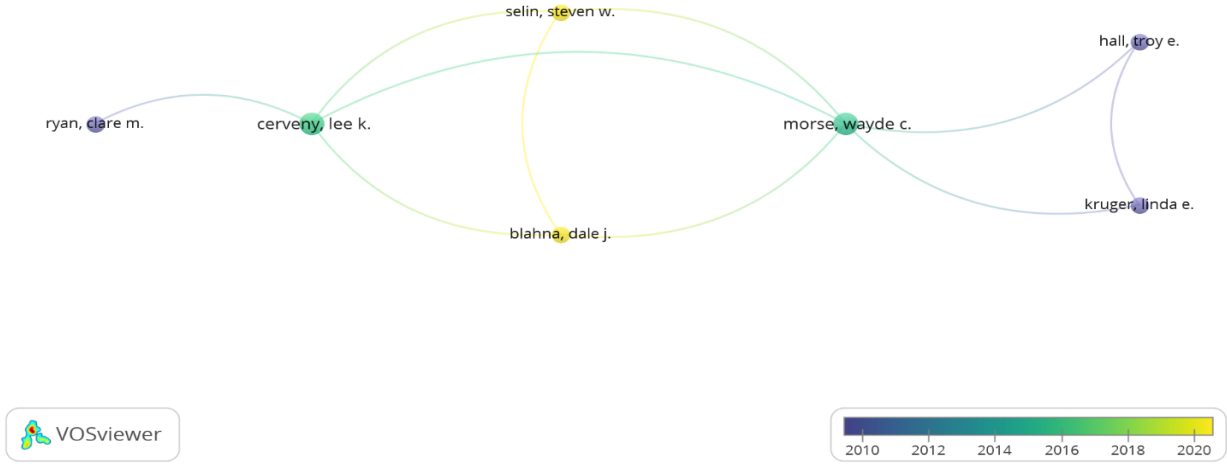 selin, steven w.
hall, troy e.
ryan, clare m.
cerveny, lee k.
morse, wayde c.
kruger, linda e.
blahna, dale j.
VOSviewer
2010 2012 2014 2016 2018 2020